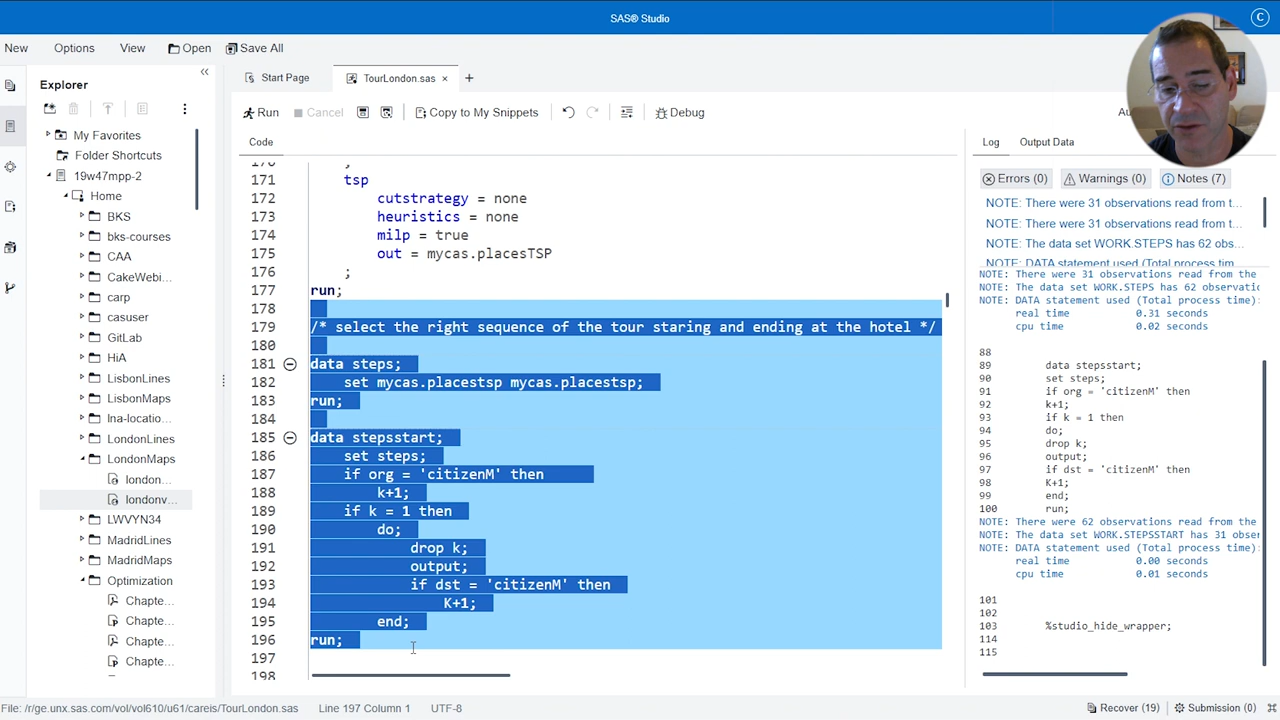 SAS® Studio
C
New Options View Open Save All
Explorer
Start Page TourLondon.sas × +
Run Cancel Copy to My Snippets Debug
Code
Log Output Data
Errors (0) Warnings (0) Notes (7)
My Favorites
Folder Shortcuts
19w47mpp-2
Home
BKS
bks-courses
CAA
CakeWebi...
carp
casuser
GitLab
HiA
LisbonLines
LisbonMaps
lna-locatio...
LondonLines
LondonMaps
london...
londonv...
LWVYN34
MadridLines
MadridMaps
Optimization
Chapte...
Chapte...
Chapte...
Chapte...
170 ;
171 tsp
172 cutstrategy = none
173 heuristics = none
174 milp = true
175 out = mycas.placesTSP
176 ;
177 run;
178
179 /* select the right sequence of the tour staring and ending at the hotel */
180
181 data steps;
182 set mycas.placestsp mycas.placestsp;
183 run;
184
185 data stepsstart;
186 set steps;
187 if org = 'citizenM' then
188 k+1;
189 if k = 1 then
190 do;
191 drop k;
192 output;
193 if dst = 'citizenM' then
194 K+1;
195 end;
196 run;
197
198
NOTE: There were 31 observations read from t...
NOTE: There were 31 observations read from t...
NOTE: The data set WORK.STEPS has 62 obs...
NOTE: DATA statement used (Total process tim...
NOTE: There were 31 observations read from the
NOTE: The data set WORK.STEPS has 62 observatio
NOTE: DATA statement used (Total process time):
real time 0.31 seconds
cpu time 0.02 seconds
88
89 data stepsstart;
90 set steps;
91 if org = 'citizenM' then
92 k+1;
93 if k = 1 then
94 do;
95 drop k;
96 output;
97 if dst = 'citizenM' then
98 K+1;
99 end;
100 run;
NOTE: There were 62 observations read from the
NOTE: The data set WORK.STEPSSTART has 31 obser
NOTE: DATA statement used (Total process time):
real time 0.00 seconds
cpu time 0.01 seconds
101
102
103 %studio_hide_wrapper;
114
115
File: /r/ge.unx.sas.com/vol/vol610/u61/careis/TourLondon.sas Line 197 Column 1 UTF-8 Recover (19) Submission (0)